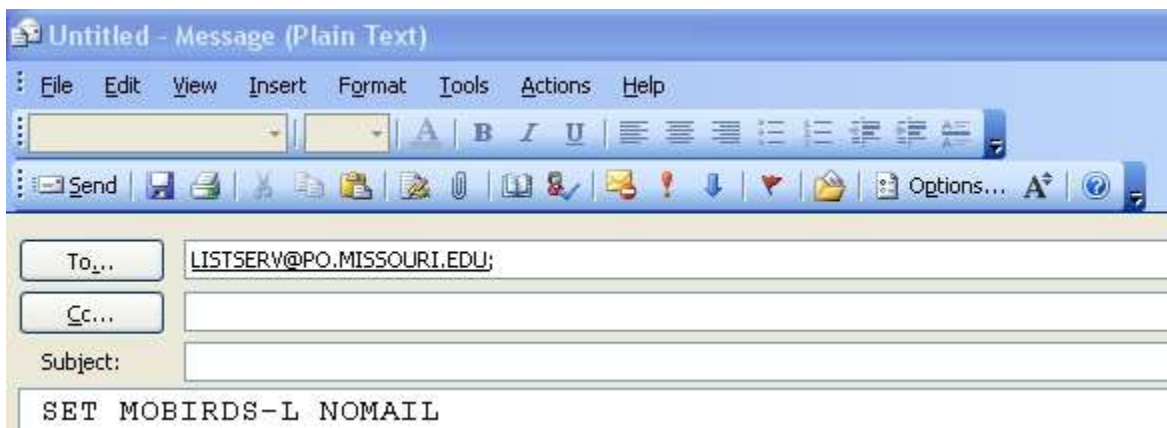 Untitled - Message (Plain Text)
File Edit View Insert Format Tools Actions Help
A B I U
Send Options... A
To...
LISTSERV@PO.MISSOURI.EDU;
Cc...
Subject:
SET MOBIRDS-L NOMAIL